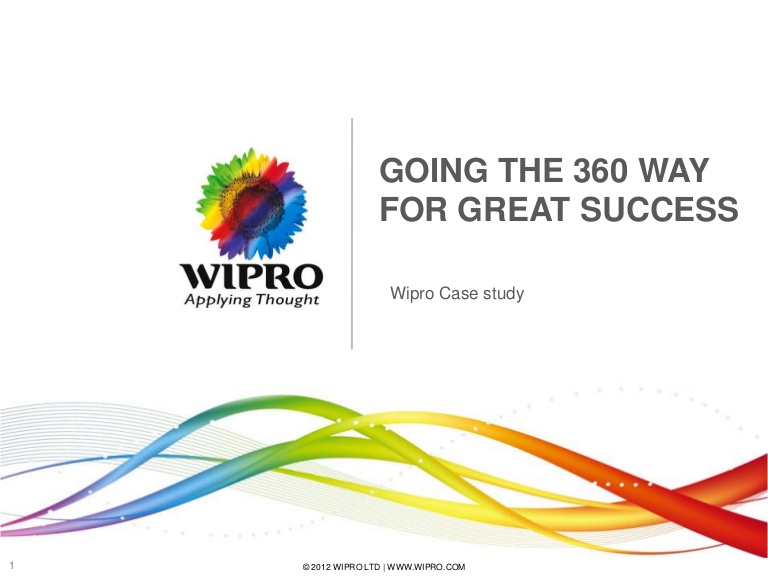 WIPRO
Applying Thought
GOING THE 360 WAY
FOR GREAT SUCCESS
Wipro Case study
1
© 2012 WIPRO LTD | WWW.WIPRO.COM